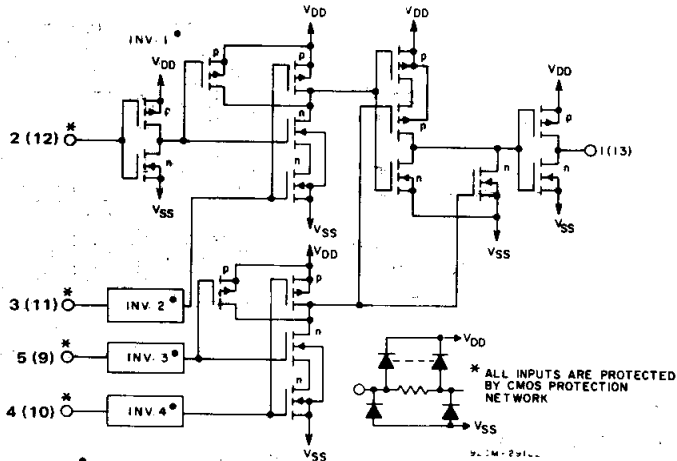 VDD
INV. 1
VDD
p
p
VDD
p
p
VDD
p
2 (12) *
p
n
n
n
n
VSS
n
p
n
n
1(13)
VSS
VSS
VSS
VDD
3 (11) *
INV. 2
p
p
5 (9) *
INV. 3
n
VDD
4 (10) *
INV. 4
n
VSS
VSS
* ALL INPUTS ARE PROTECTED
BY CMOS PROTECTION
NETWORK